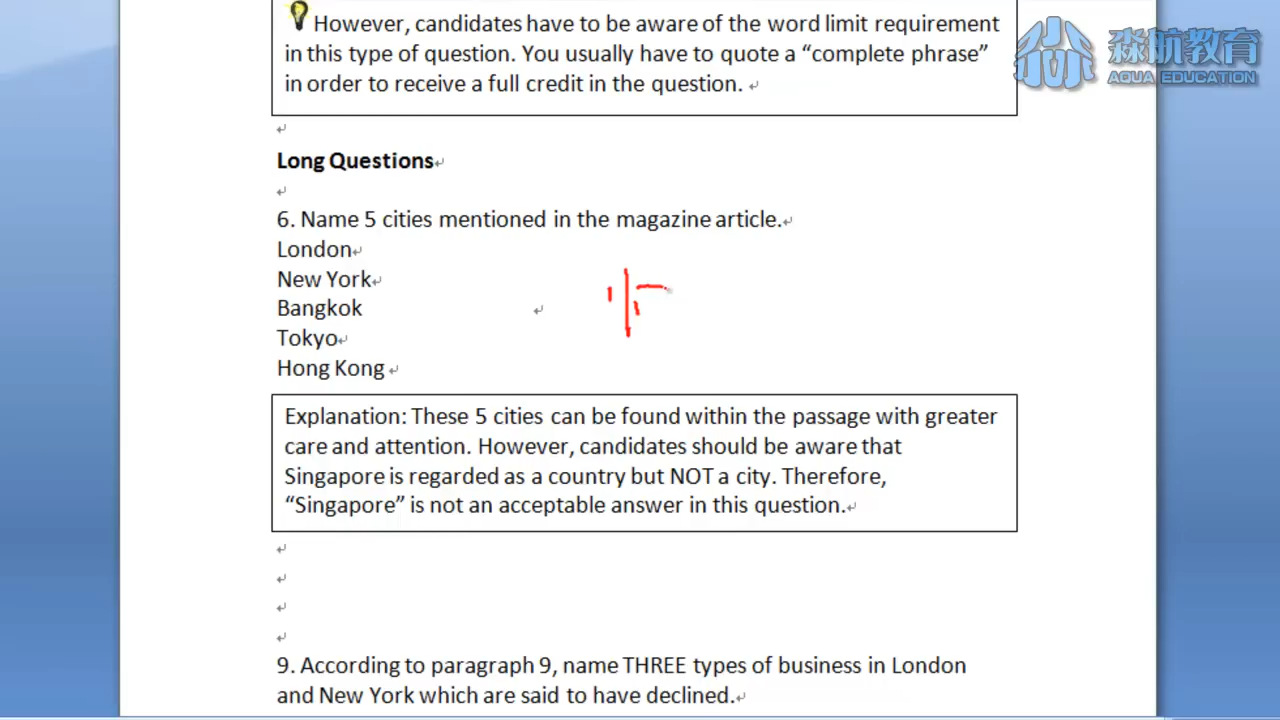 However, candidates have to be aware of the word limit requirement
in this type of question. You usually have to quote a “complete phrase”
in order to receive a full credit in the question.
淼航教育
AQUA EDUCATION
Long Questions
6. Name 5 cities mentioned in the magazine article.
London
New York
Bangkok
Tokyo
Hong Kong
Explanation: These 5 cities can be found within the passage with greater
care and attention. However, candidates should be aware that
Singapore is regarded as a country but NOT a city. Therefore,
“Singapore” is not an acceptable answer in this question.
9. According to paragraph 9, name THREE types of business in London
and New York which are said to have declined.